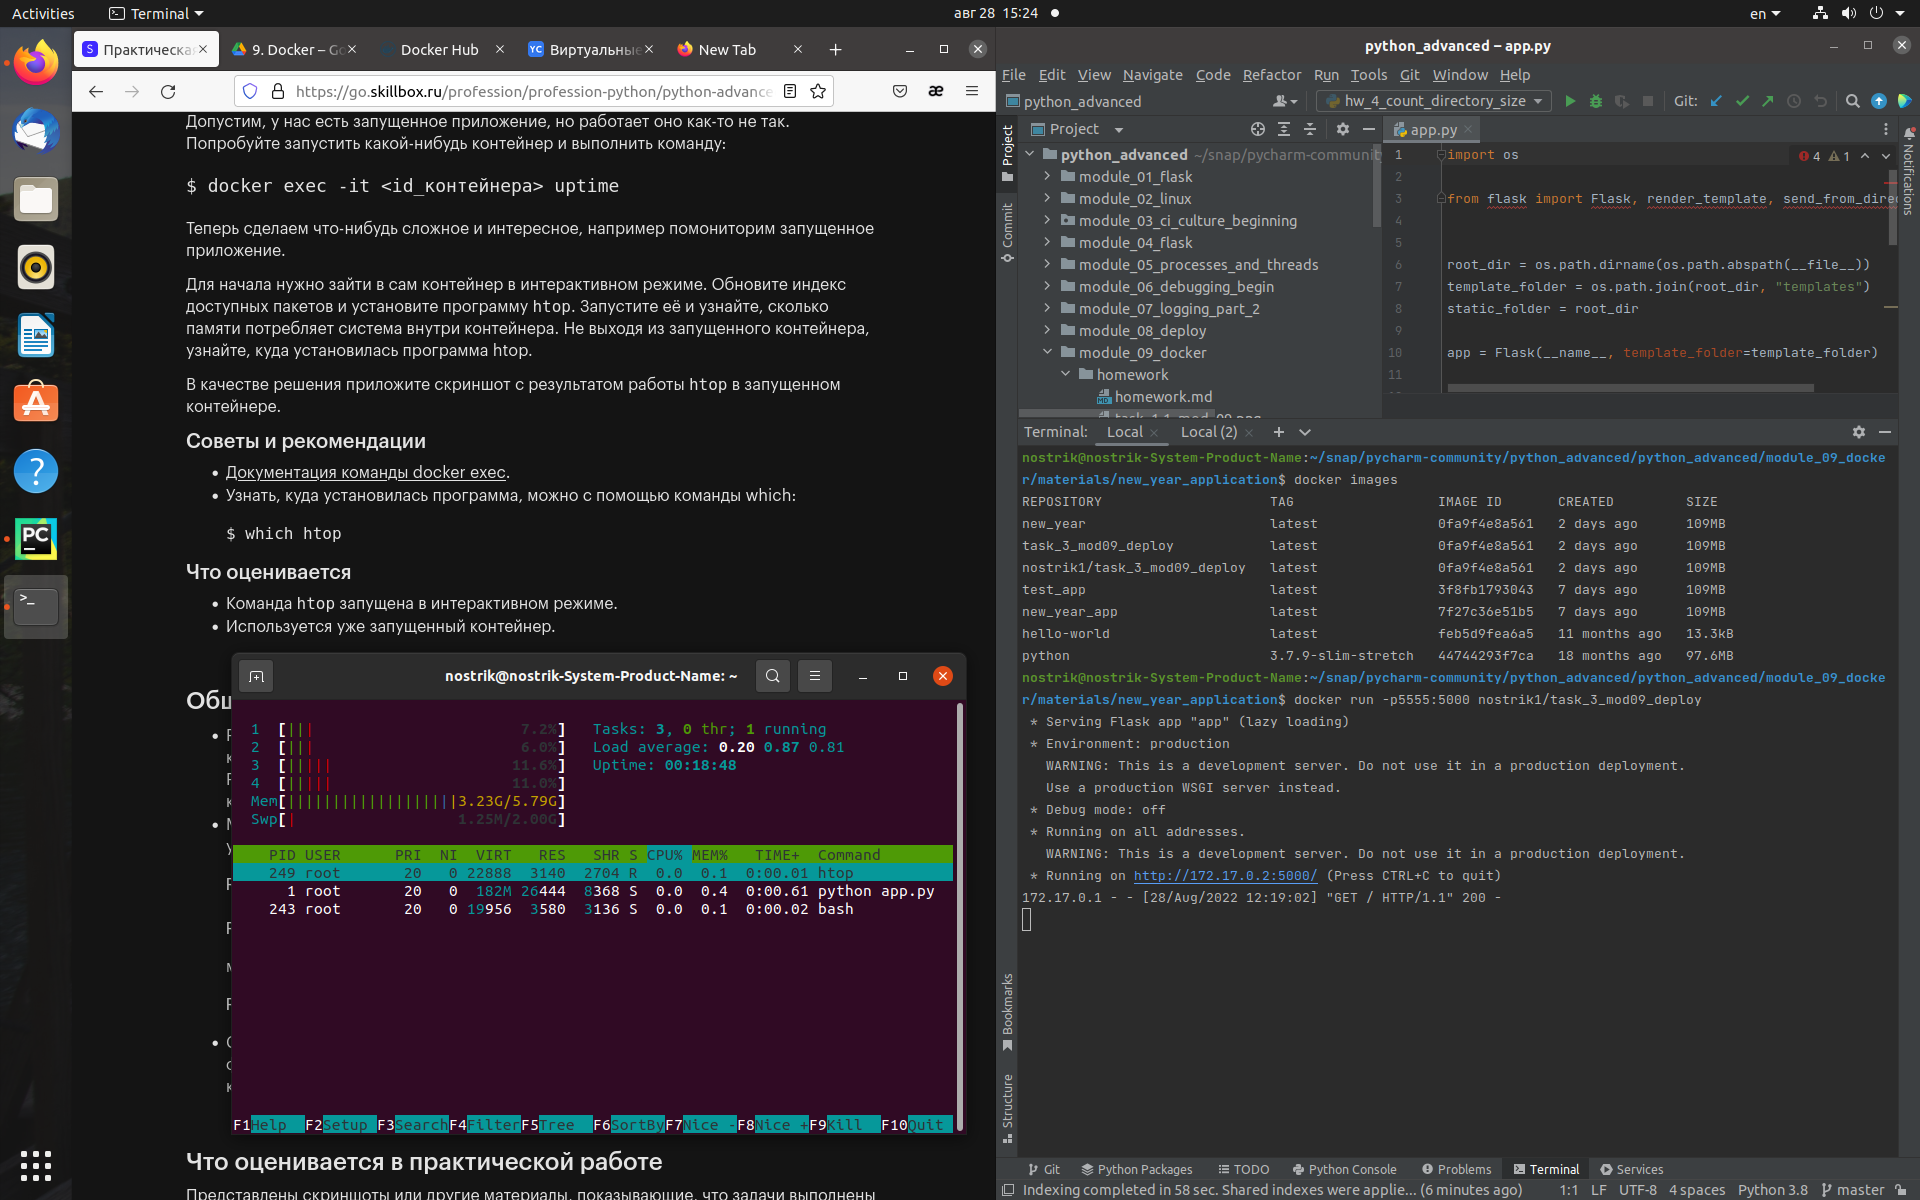 Activities
Terminal
авг 28 15:24
en
Практическа
9. Docker – Go
Docker Hub
Виртуальные
New Tab
https://go.skillbox.ru/profession/profession-python/python-advance
Допустим, у нас есть запущенное приложение, но работает оно как-то не так.
Попробуйте запустить какой-нибудь контейнер и выполнить команду:
$ docker exec -it <id_контейнера> uptime
Теперь сделаем что-нибудь сложное и интересное, например помониторим запущенное
приложение.
Для начала нужно зайти в сам контейнер в интерактивном режиме. Обновите индекс
доступных пакетов и установите программу htop. Запустите её и узнайте, сколько
памяти потребляет система внутри контейнера. Не выходя из запущенного контейнера,
узнайте, куда установилась программа htop.
В качестве решения приложите скриншот с результатом работы htop в запущенном
контейнере.
Советы и рекомендации
• Документация команды docker exec.
• Узнать, куда установилась программа, можно с помощью команды which:
$ which htop
Что оценивается
• Команда htop запущена в интерактивном режиме.
• Используется уже запущенный контейнер.
nostrik@nostrik-System-Product-Name: ~
1 [||| 7.2%] Tasks: 3, 0 thr; 1 running
2 [||| 6.0%] Load average: 0.20 0.87 0.81
3 [||||| 11.6%] Uptime: 00:18:48
4 [||||| 11.0%]
Mem[|||||||||||||||||||3.23G/5.79G]
Swp[| 1.25M/2.00G]
PID USER PRI NI VIRT RES SHR S CPU% MEM% TIME+ Command
249 root 20 0 22888 3140 2704 R 0.0 0.1 0:00.01 htop
1 root 20 0 182M 26444 8368 S 0.0 0.4 0:00.61 python app.py
243 root 20 0 19956 3580 3136 S 0.0 0.1 0:00.02 bash
F1Help F2Setup F3SearchF4FilterF5Tree F6SortByF7Nice -F8Nice +F9Kill F10Quit
Что оценивается в практической работе
Представлены скриншоты или другие материалы, показывающие, что задачи выполнены
python_advanced – app.py
File Edit View Navigate Code Refactor Run Tools Git Window Help
python_advanced
hw_4_count_directory_size
Git:
Project
app.py
Project
Commit
Bookmarks
Structure
Notifications
python_advanced ~/snap/pycharm-communit
module_01_flask
module_02_linux
module_03_ci_culture_beginning
module_04_flask
module_05_processes_and_threads
module_06_debugging_begin
module_07_logging_part_2
module_08_deploy
module_09_docker
homework
homework.md
4 1
1 import os
2
3 from flask import Flask, render_template, send_from_direc
4
5
6 root_dir = os.path.dirname(os.path.abspath(__file__))
7 template_folder = os.path.join(root_dir, "templates")
8 static_folder = root_dir
9
10 app = Flask(__name__, template_folder=template_folder)
11
Terminal: Local Local (2)
nostrik@nostrik-System-Product-Name:~/snap/pycharm-community/python_advanced/python_advanced/module_09_docke
r/materials/new_year_application$ docker images
REPOSITORY TAG IMAGE ID CREATED SIZE
new_year latest 0fa9f4e8a561 2 days ago 109MB
task_3_mod09_deploy latest 0fa9f4e8a561 2 days ago 109MB
nostrik1/task_3_mod09_deploy latest 0fa9f4e8a561 2 days ago 109MB
test_app latest 3f8fb1793043 7 days ago 109MB
new_year_app latest 7f27c36e51b5 7 days ago 109MB
hello-world latest feb5d9fea6a5 11 months ago 13.3kB
python 3.7.9-slim-stretch 44744293f7ca 18 months ago 97.6MB
nostrik@nostrik-System-Product-Name:~/snap/pycharm-community/python_advanced/python_advanced/module_09_docke
r/materials/new_year_application$ docker run -p5555:5000 nostrik1/task_3_mod09_deploy
* Serving Flask app "app" (lazy loading)
* Environment: production
WARNING: This is a development server. Do not use it in a production deployment.
Use a production WSGI server instead.
* Debug mode: off
* Running on all addresses.
WARNING: This is a development server. Do not use it in a production deployment.
* Running on http://172.17.0.2:5000/ (Press CTRL+C to quit)
172.17.0.1 - - [28/Aug/2022 12:19:02] "GET / HTTP/1.1" 200 -
Git Python Packages TODO Python Console Problems Terminal Services
Indexing completed in 58 sec. Shared indexes were applie... (6 minutes ago) 1:1 LF UTF-8 4 spaces Python 3.8 master